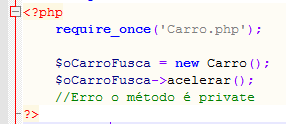 <?php
require_once('Carro.php');
$oCarroFusca = new Carro();
$oCarroFusca->acelerar();
//Erro o método é private
?>